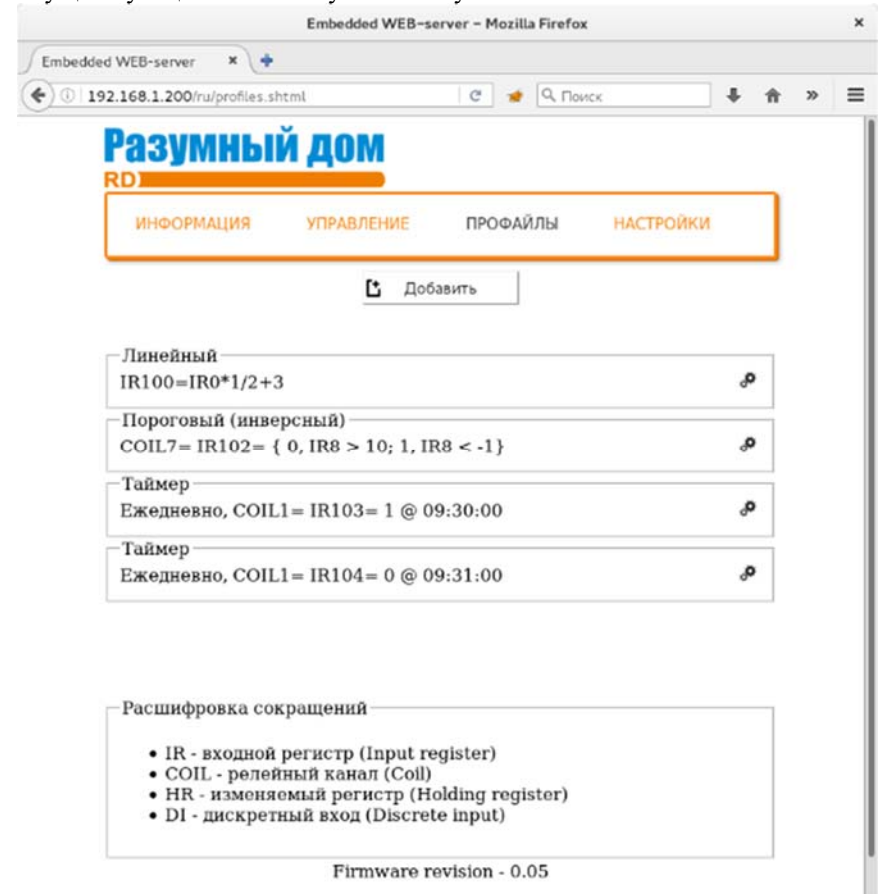 Embedded WEB-server - Mozilla Firefox
Embedded WEB-server
192.168.1.200/ru/profiles.shtml
Поиск
Разумный дом
RD
ИНФОРМАЦИЯ УПРАВЛЕНИЕ ПРОФАЙЛЫ НАСТРОЙКИ
Добавить
Линейный
IR100=IR0*1/2+3
Пороговый (инверсный)
COIL7= IR102= { 0, IR8 > 10; 1, IR8 < -1}
Таймер
Ежедневно, COIL1= IR103= 1 @ 09:30:00
Таймер
Ежедневно, COIL1= IR104= 0 @ 09:31:00
Расшифровка сокращений
• IR - входной регистр (Input register)
• COIL - релейный канал (Coil)
• HR - изменяемый регистр (Holding register)
• DI - дискретный вход (Discrete input)
Firmware revision - 0.05